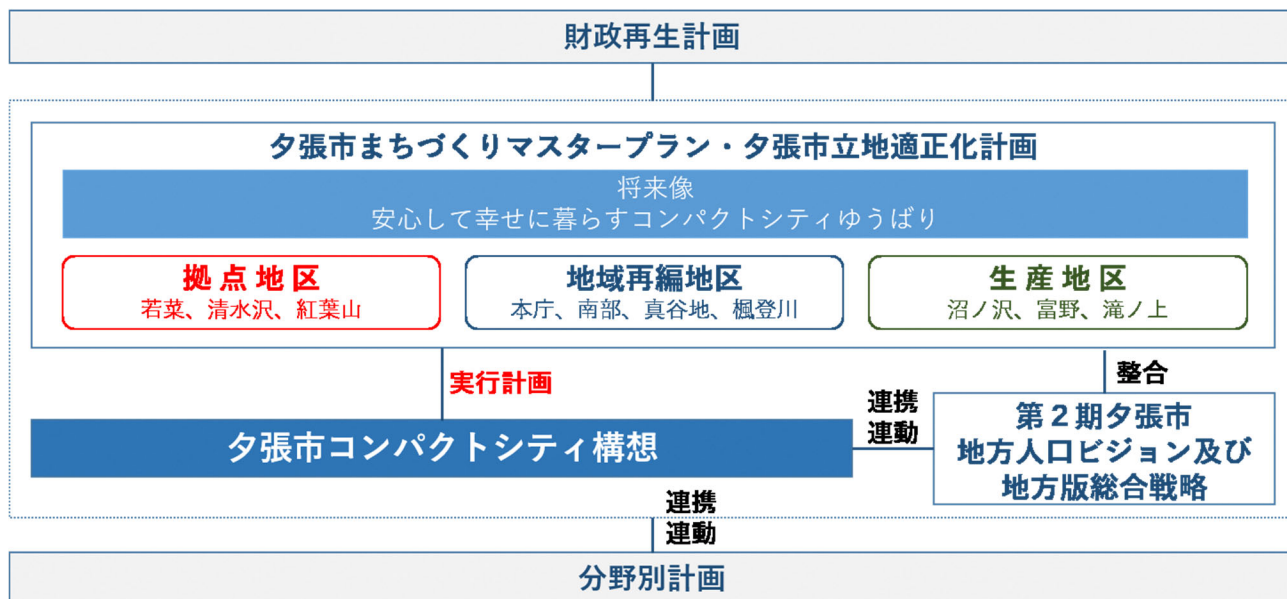 財政再生計画
夕張市まちづくりマスタープラン・夕張市立地適正化計画
将来像
安心して幸せに暮らすコンパクトシティゆうばり
拠点地区
若菜、清水沢、紅葉山
地域再編地区
本庁、南部、真谷地、楓登川
生産地区
沼ノ沢、富野、滝ノ上
実行計画
整合
夕張市コンパクトシティ構想
連携
連動
第2期夕張市
地方人口ビジョン及び
地方版総合戦略
連携
連動
分野別計画